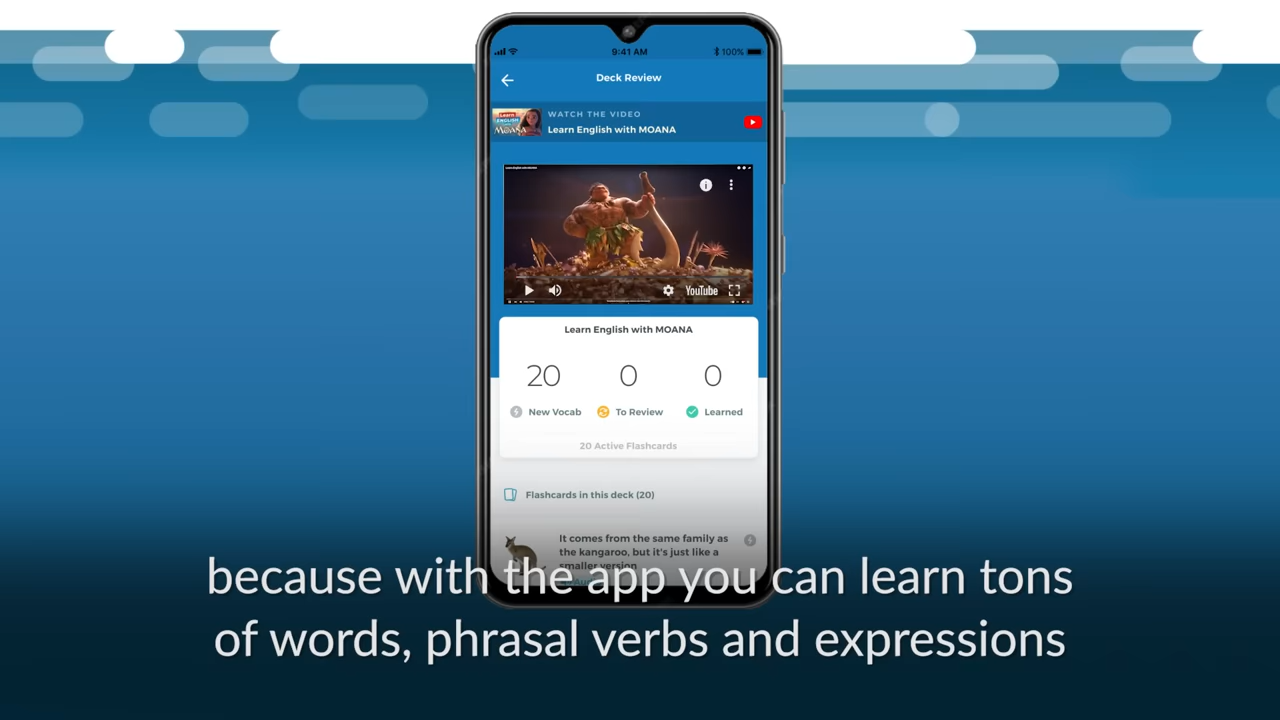 9:41 AM
100%
Deck Review
WATCH THE VIDEO
Learn English with MOANA
Learn
ENGLISH
MOANA
YouTube
Learn English with MOANA
20 0 0
New Vocab To Review Learned
20 Active Flashcards
Flashcards in this deck (20)
It comes from the same family as
the kangaroo, but it's just like a
smaller version
because with the app you can learn tons
of words, phrasal verbs and expressions